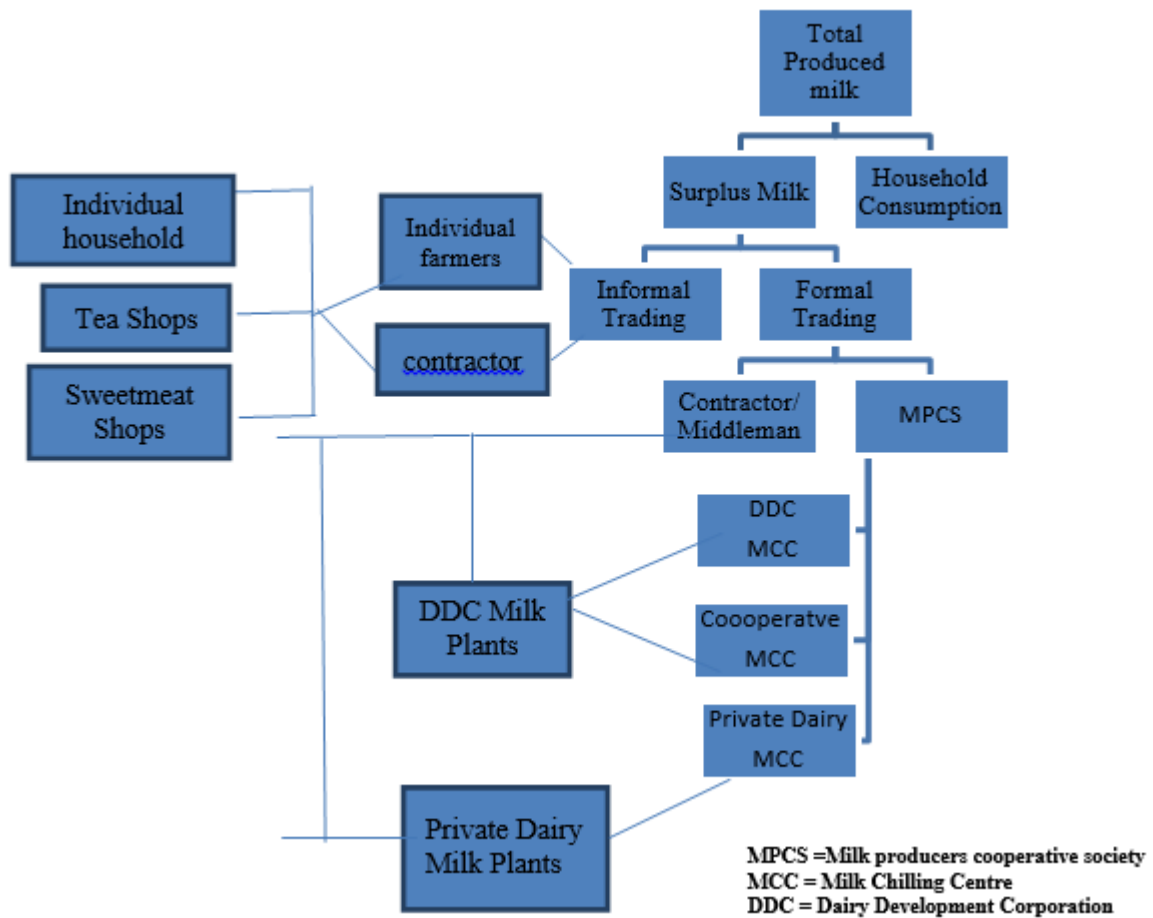 Total
Produced
milk
Surplus Milk
Household
Consumption
Individual
household
Tea Shops
Sweetmeat
Shops
Individual
farmers
contractor
Informal
Trading
Formal
Trading
Contractor/
Middleman
MPCS
DDC
MCC
Coooperatve
MCC
Private Dairy
MCC
DDC Milk
Plants
Private Dairy
Milk Plants
MPCS =Milk producers cooperative society
MCC = Milk Chilling Centre
DDC = Dairy Development Corporation